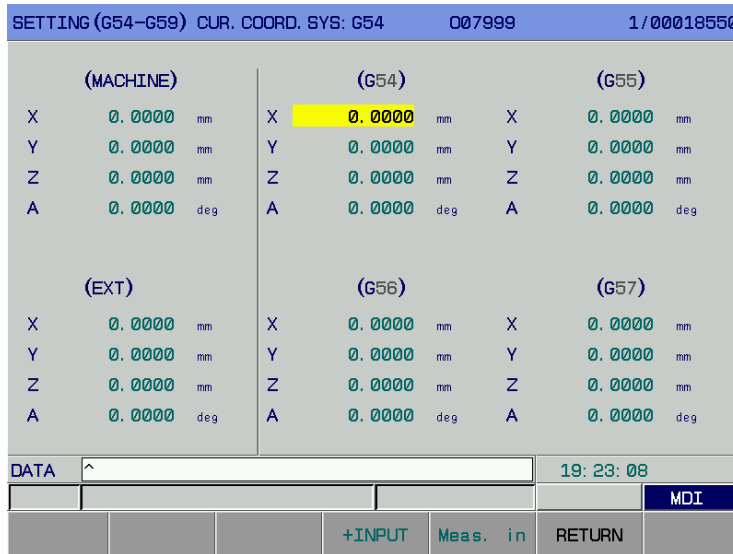 SETTING(G54-G59) CUR. COORD. SYS: G54 O07999 1/00018550
(MACHINE) (G54) (G55)
X 0.0000 mm X 0.0000 mm X 0.0000 mm
Y 0.0000 mm Y 0.0000 mm Y 0.0000 mm
Z 0.0000 mm Z 0.0000 mm Z 0.0000 mm
A 0.0000 deg A 0.0000 deg A 0.0000 deg
(EXT) (G56) (G57)
X 0.0000 mm X 0.0000 mm X 0.0000 mm
Y 0.0000 mm Y 0.0000 mm Y 0.0000 mm
Z 0.0000 mm Z 0.0000 mm Z 0.0000 mm
A 0.0000 deg A 0.0000 deg A 0.0000 deg
DATA ^ 19:23:08
MDI
+INPUT Meas. in RETURN